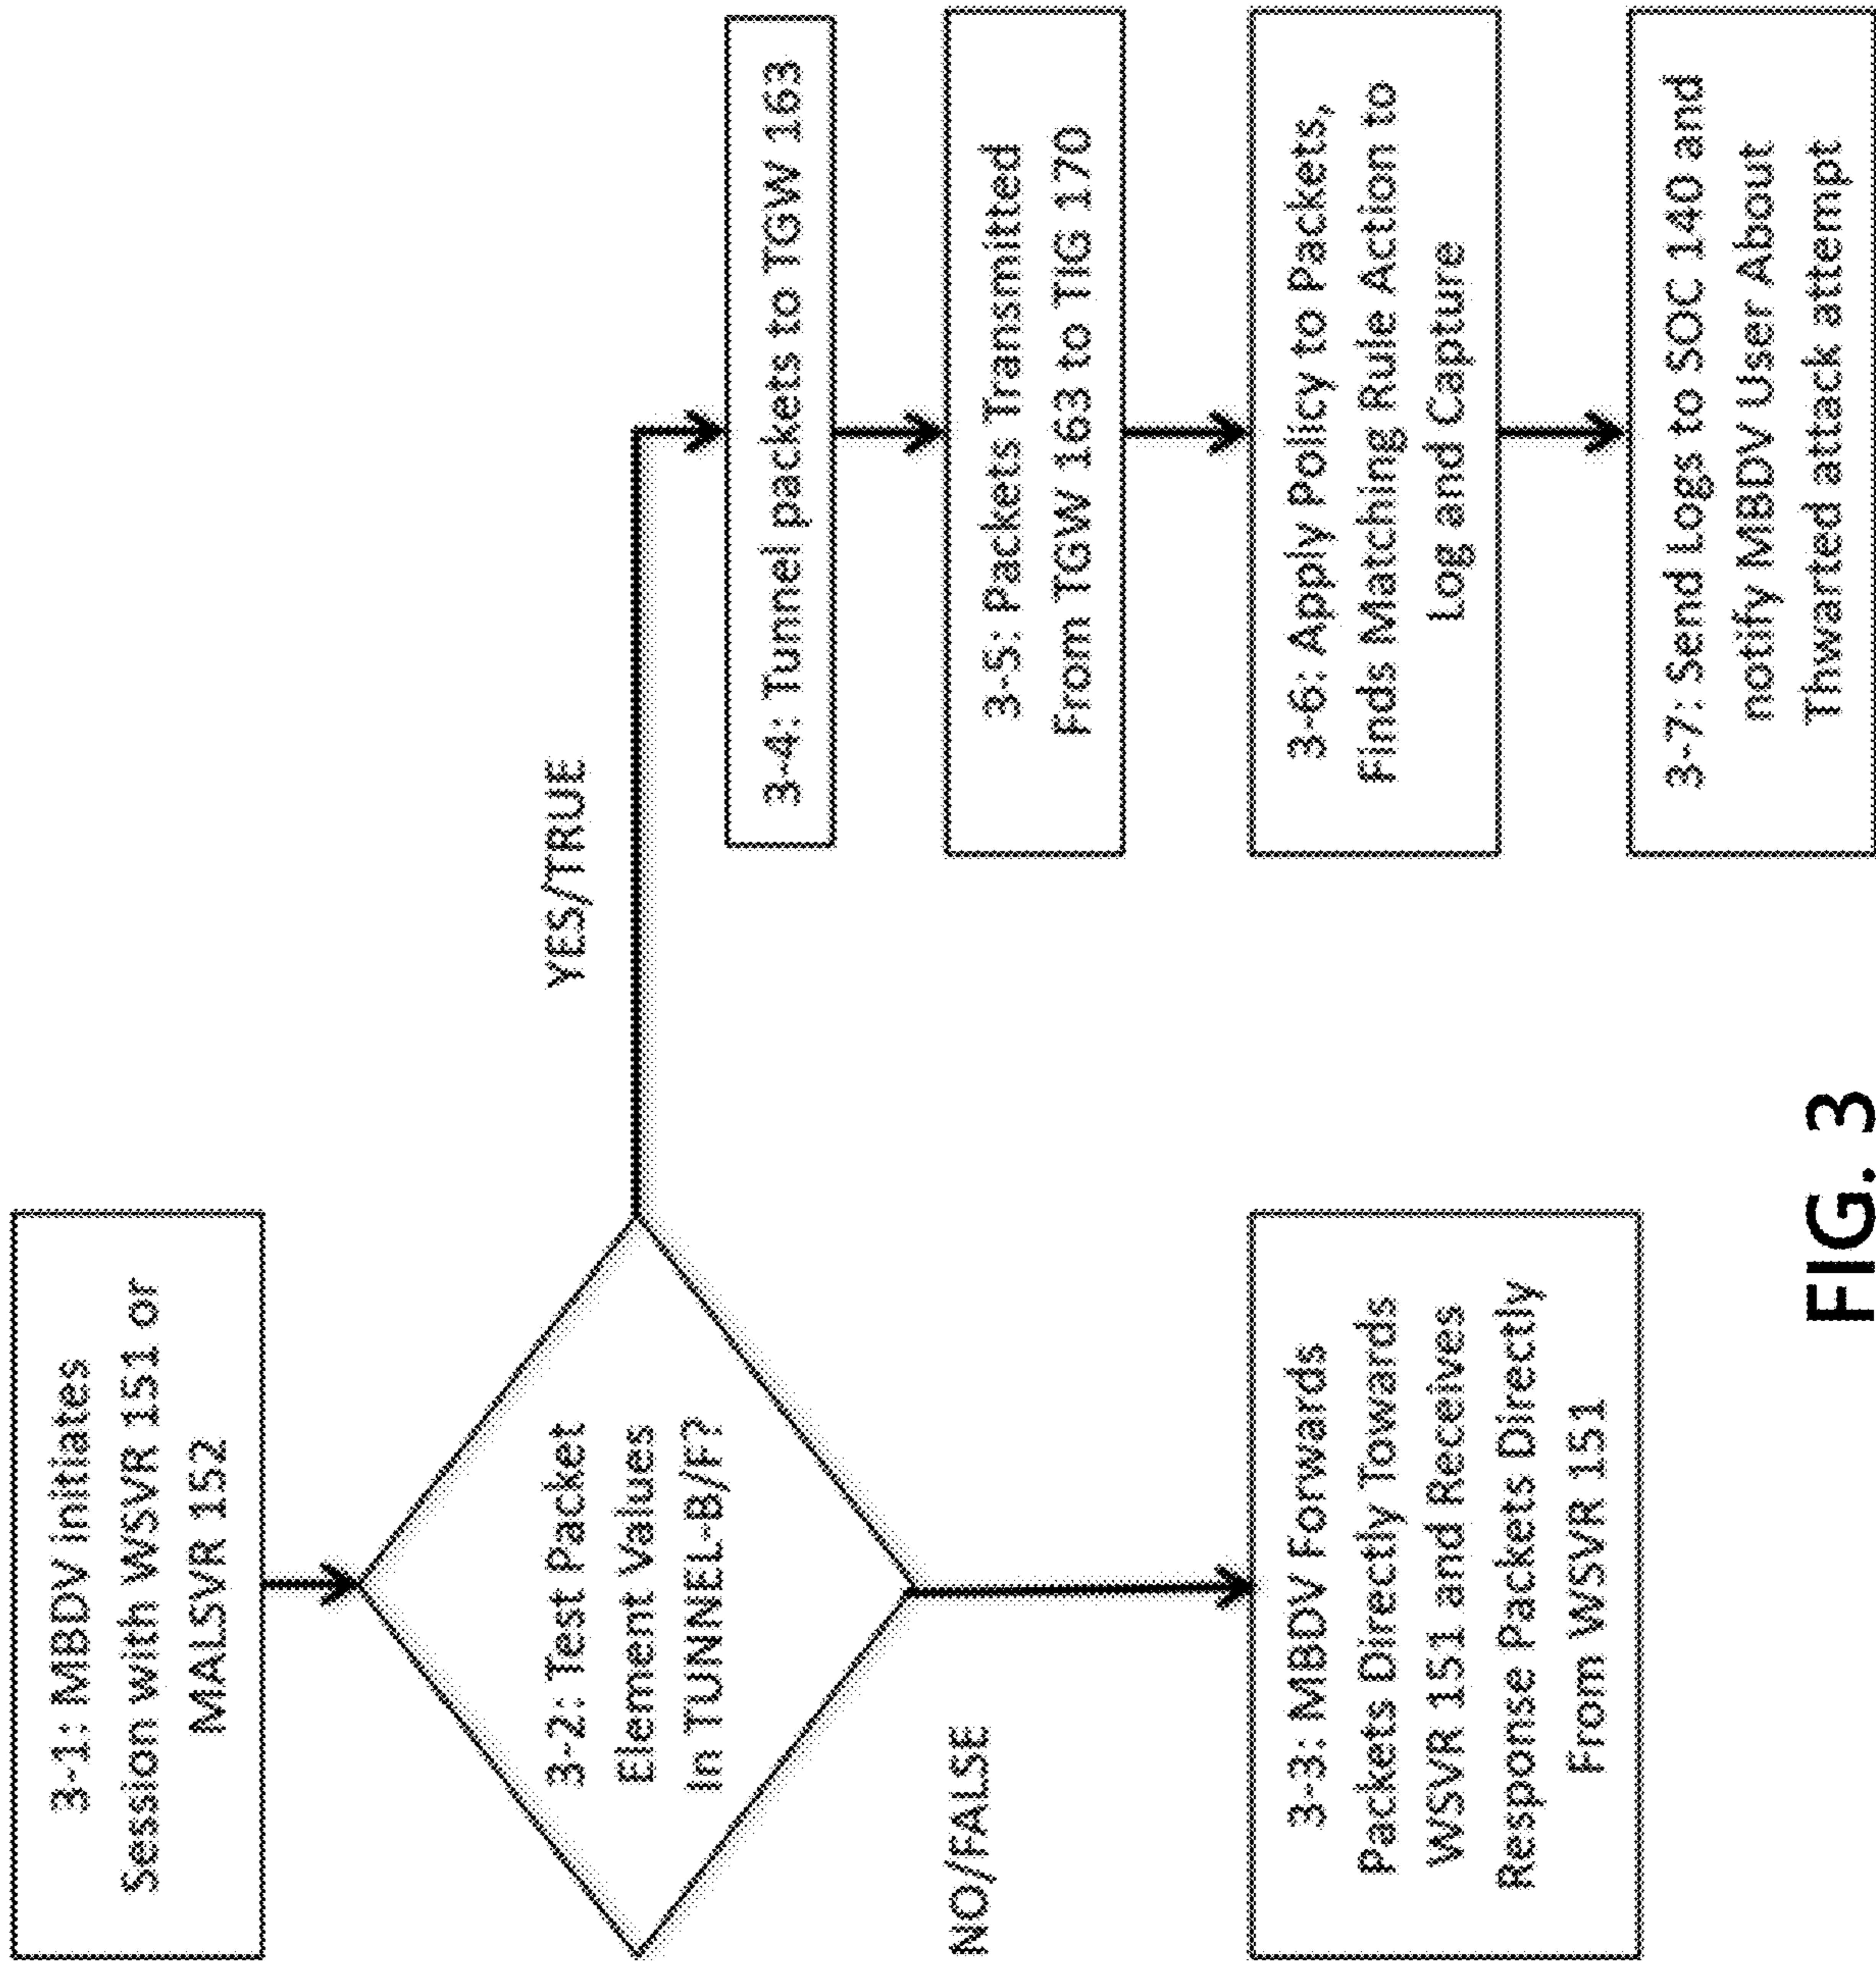 3-1: MBDV initiates
Session with WSVR 151 or
MALSVR 152
3-2: Test Packet
Element Values
In TUNNEL-B/F?
YES/TRUE
NO/FALSE
3-3: MBDV Forwards
Packets Directly Towards
WSVR 151 and Receives
Response Packets Directly
From WSVR 151
3-4: Tunnel packets to TGW 163
3-5: Packets Transmitted
From TGW 163 to TIG 170
3-6: Apply Policy to Packets,
Finds Matching Rule Action to
Log and Capture
3-7: Send Logs to SOC 140 and
notify MBDV User About
Thwarted attack attempt
FIG. 3